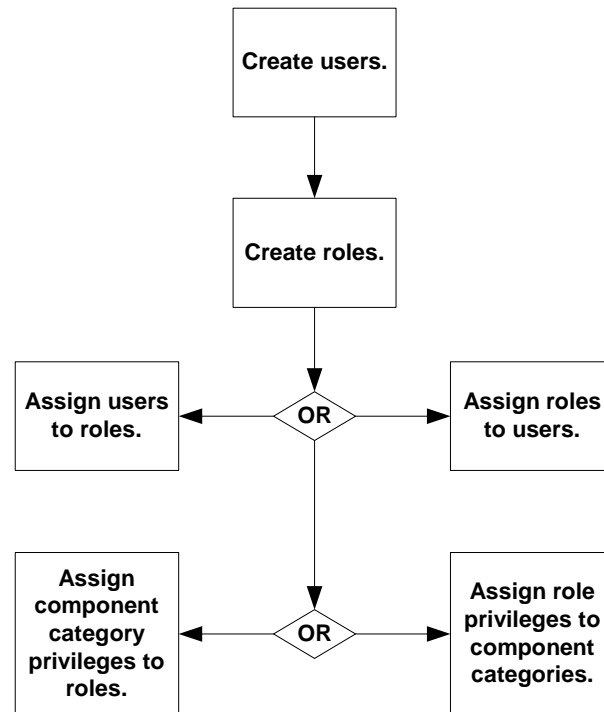 Create users.
Create roles.
Assign users
to roles.
OR
Assign roles
to users.
Assign
component
category
privileges to
roles.
OR
Assign role
privileges to
component
categories.